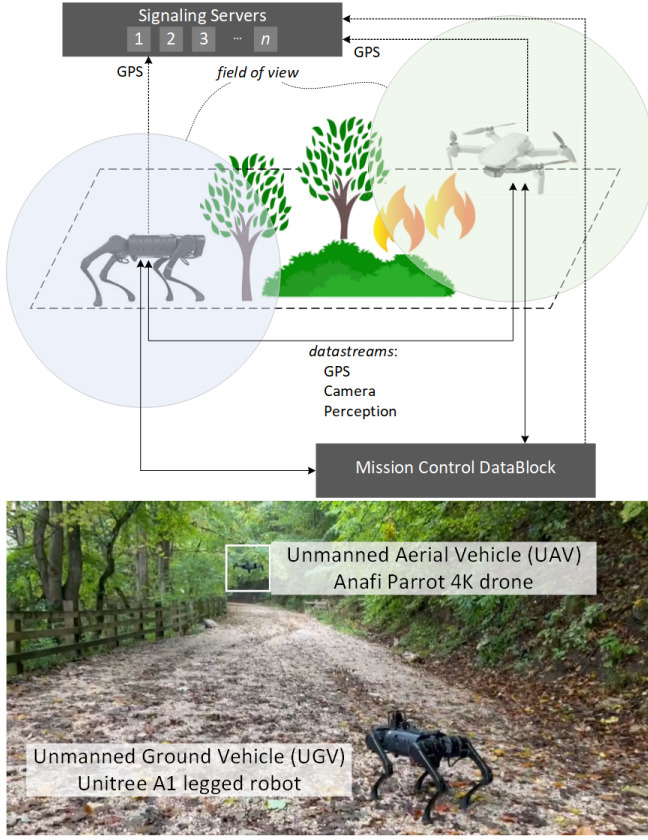 Signaling Servers
1 2 3 ... n
GPS
field of view
GPS
datastreams:
GPS
Camera
Perception
Mission Control DataBlock
Unmanned Aerial Vehicle (UAV)
Anafi Parrot 4K drone
Unmanned Ground Vehicle (UGV)
Unitree A1 legged robot